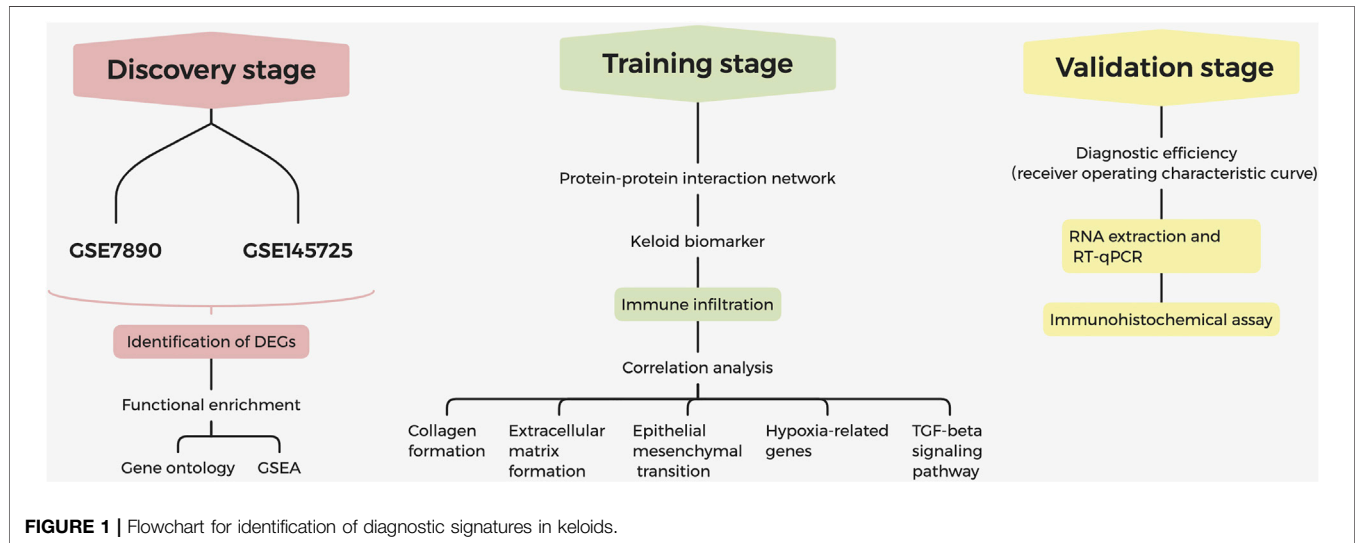 Discovery stage
GSE7890
GSE145725
Identification of DEGs
Functional enrichment
Gene ontology
GSEA
Training stage
Protein-protein interaction network
Keloid biomarker
Immune infiltration
Correlation analysis
Collagen
formation
Extracellular
matrix
formation
Epithelial
mesenchymal
transition
Hypoxia-related
genes
TGF-beta
signaling
pathway
Validation stage
Diagnostic efficiency
(receiver operating characteristic curve)
RNA extraction and
RT-qPCR
Immunohistochemical assay
FIGURE 1 | Flowchart for identification of diagnostic signatures in keloids.